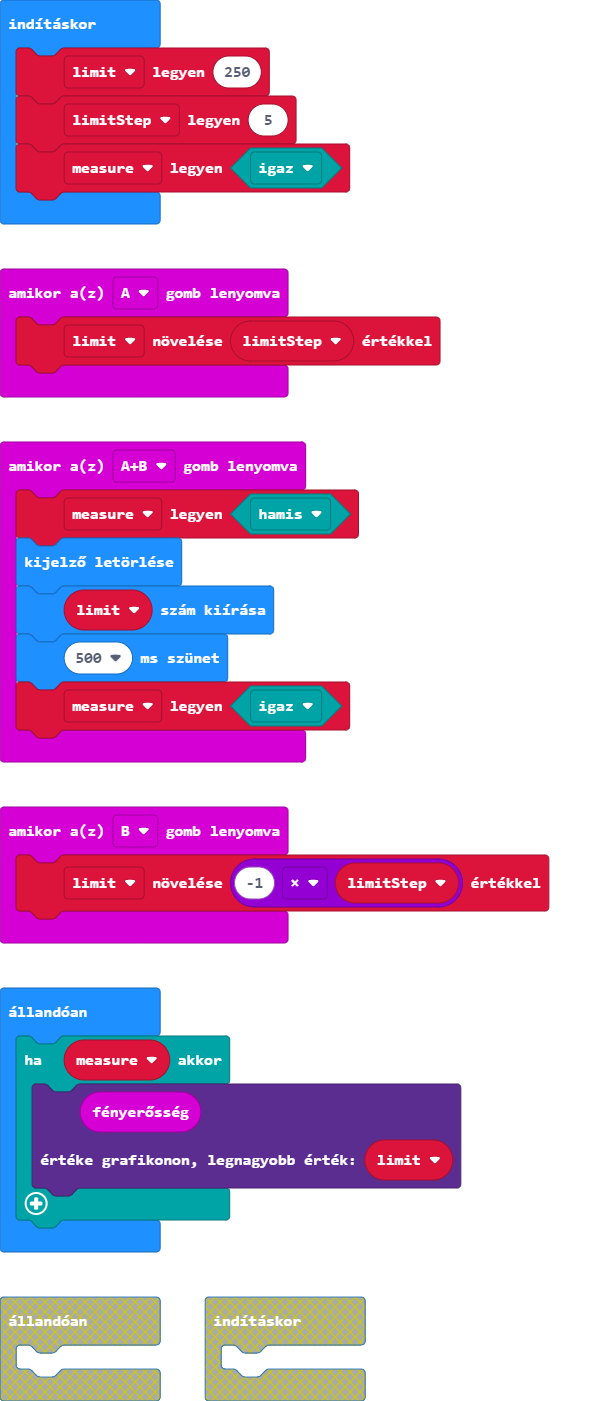 indításkor
limit legyen 250
limitStep legyen 5
measure legyen igaz
amikor a(z) A gomb lenyomva
limit növelése limitStep értékkel
amikor a(z) A+B gomb lenyomva
measure legyen hamis
kijelző letörlése
limit szám kiírása
500 ms szünet
measure legyen igaz
amikor a(z) B gomb lenyomva
limit növelése -1 × limitStep értékkel
állandóan
ha measure akkor
fényerősség
értéke grafikonon, legnagyobb érték: limit
állandóan indításkor